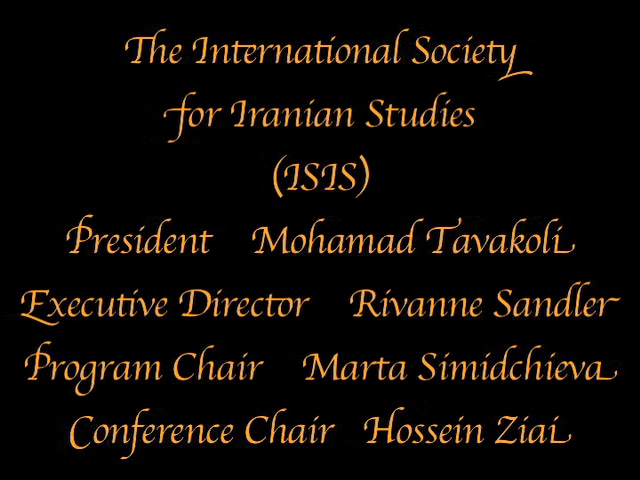 The International Society
for Iranian Studies
(ISIS)
President Mohamad Tavakoli
Executive Director Rivanne Sandler
Program Chair Marta Simidchieva
Conference Chair Hossein Ziai